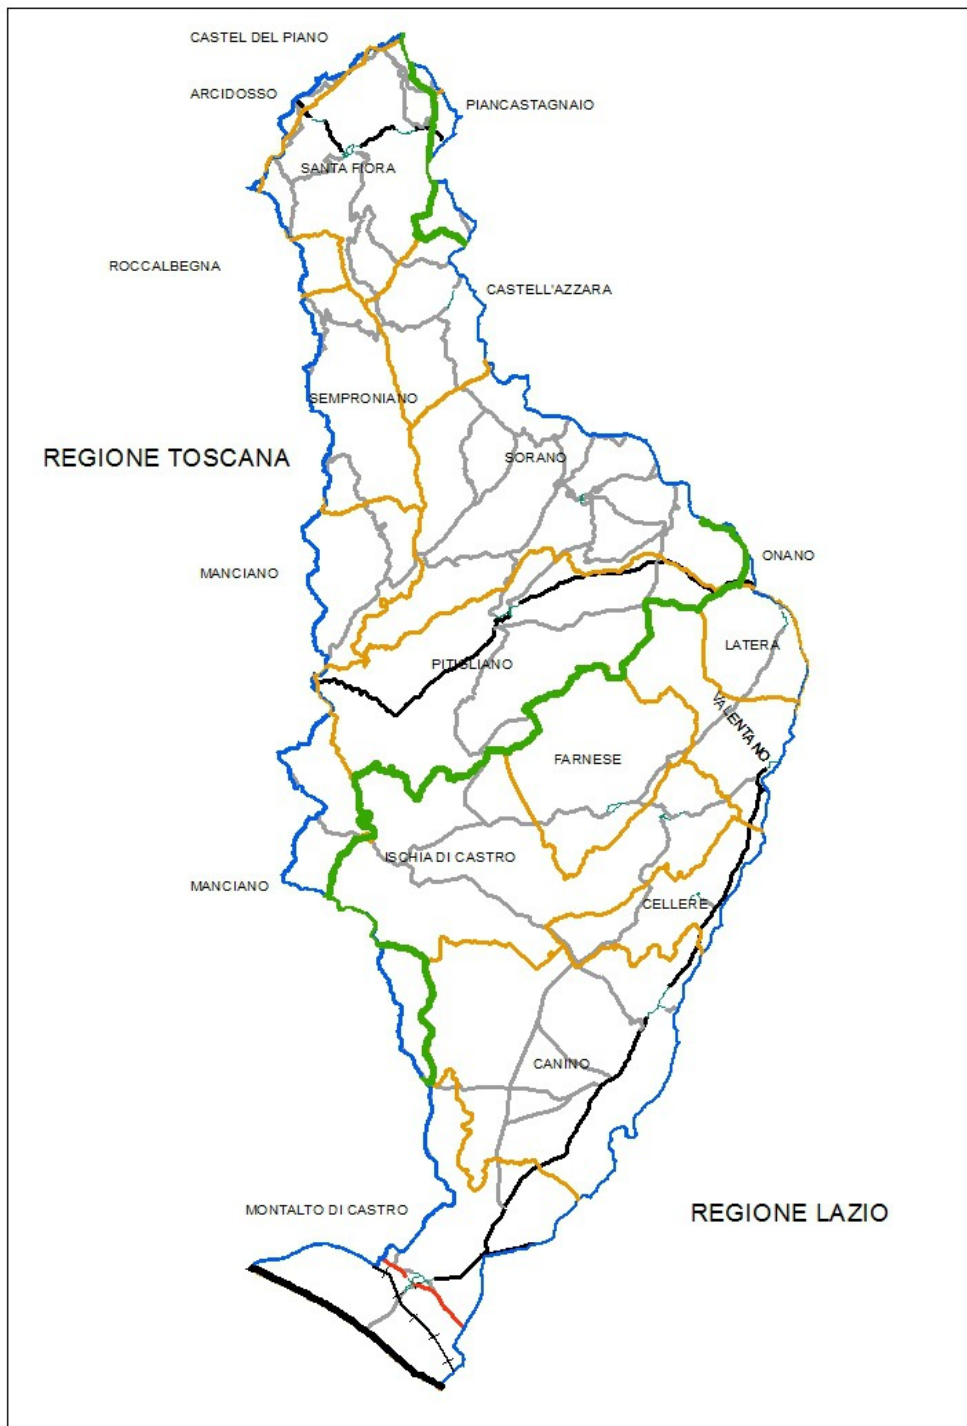 CASTEL DEL PIANO
ARCIDOSSO
PIANCASTAGNAIO
SANTA FIORA
ROCCALBEGNA
CASTELL'AZZARA
SEMPRONIANO
REGIONE TOSCANA
SORANO
ONANO
MANCIANO
LATERA
PITIGLIANO
VALENTANO
FARNESE
ISCHIA DI CASTRO
MANCIANO
CELLERE
CANINO
MONTALTO DI CASTRO
REGIONE LAZIO